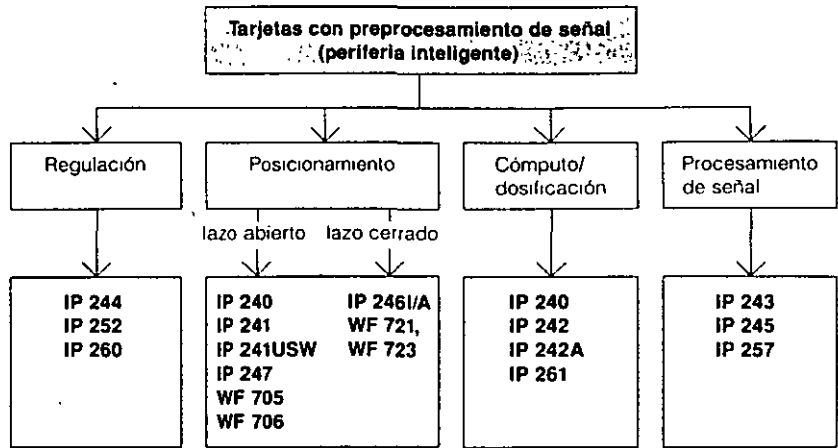 Tarjetas con preprocesamiento de señal
(periferia inteligente)
Regulación
Posicionamiento
Cómputo/
dosificación
Procesamiento
de señal
lazo abierto
lazo cerrado
IP 244
IP 252
IP 260
IP 240
IP 241
IP 241USW
IP 247
WF 705
WF 706
IP 246I/A
WF 721,
WF 723
IP 240
IP 242
IP 242A
IP 261
IP 243
IP 245
IP 257